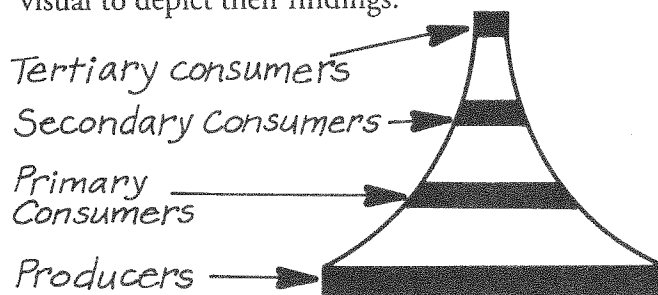 visual to depict their findings.
Tertiary consumers
Secondary Consumers
Primary
Consumers
Producers